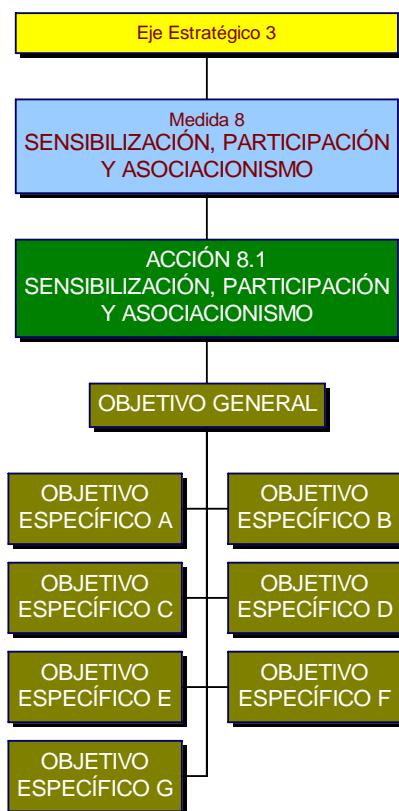 Eje Estratégico 3
Medida 8
SENSIBILIZACIÓN, PARTICIPACIÓN
Y ASOCIACIONISMO
ACCIÓN 8.1
SENSIBILIZACIÓN, PARTICIPACIÓN
Y ASOCIACIONISMO
OBJETIVO GENERAL
OBJETIVO
ESPECÍFICO A
OBJETIVO
ESPECÍFICO B
OBJETIVO
ESPECÍFICO C
OBJETIVO
ESPECÍFICO D
OBJETIVO
ESPECÍFICO E
OBJETIVO
ESPECÍFICO F
OBJETIVO
ESPECÍFICO G